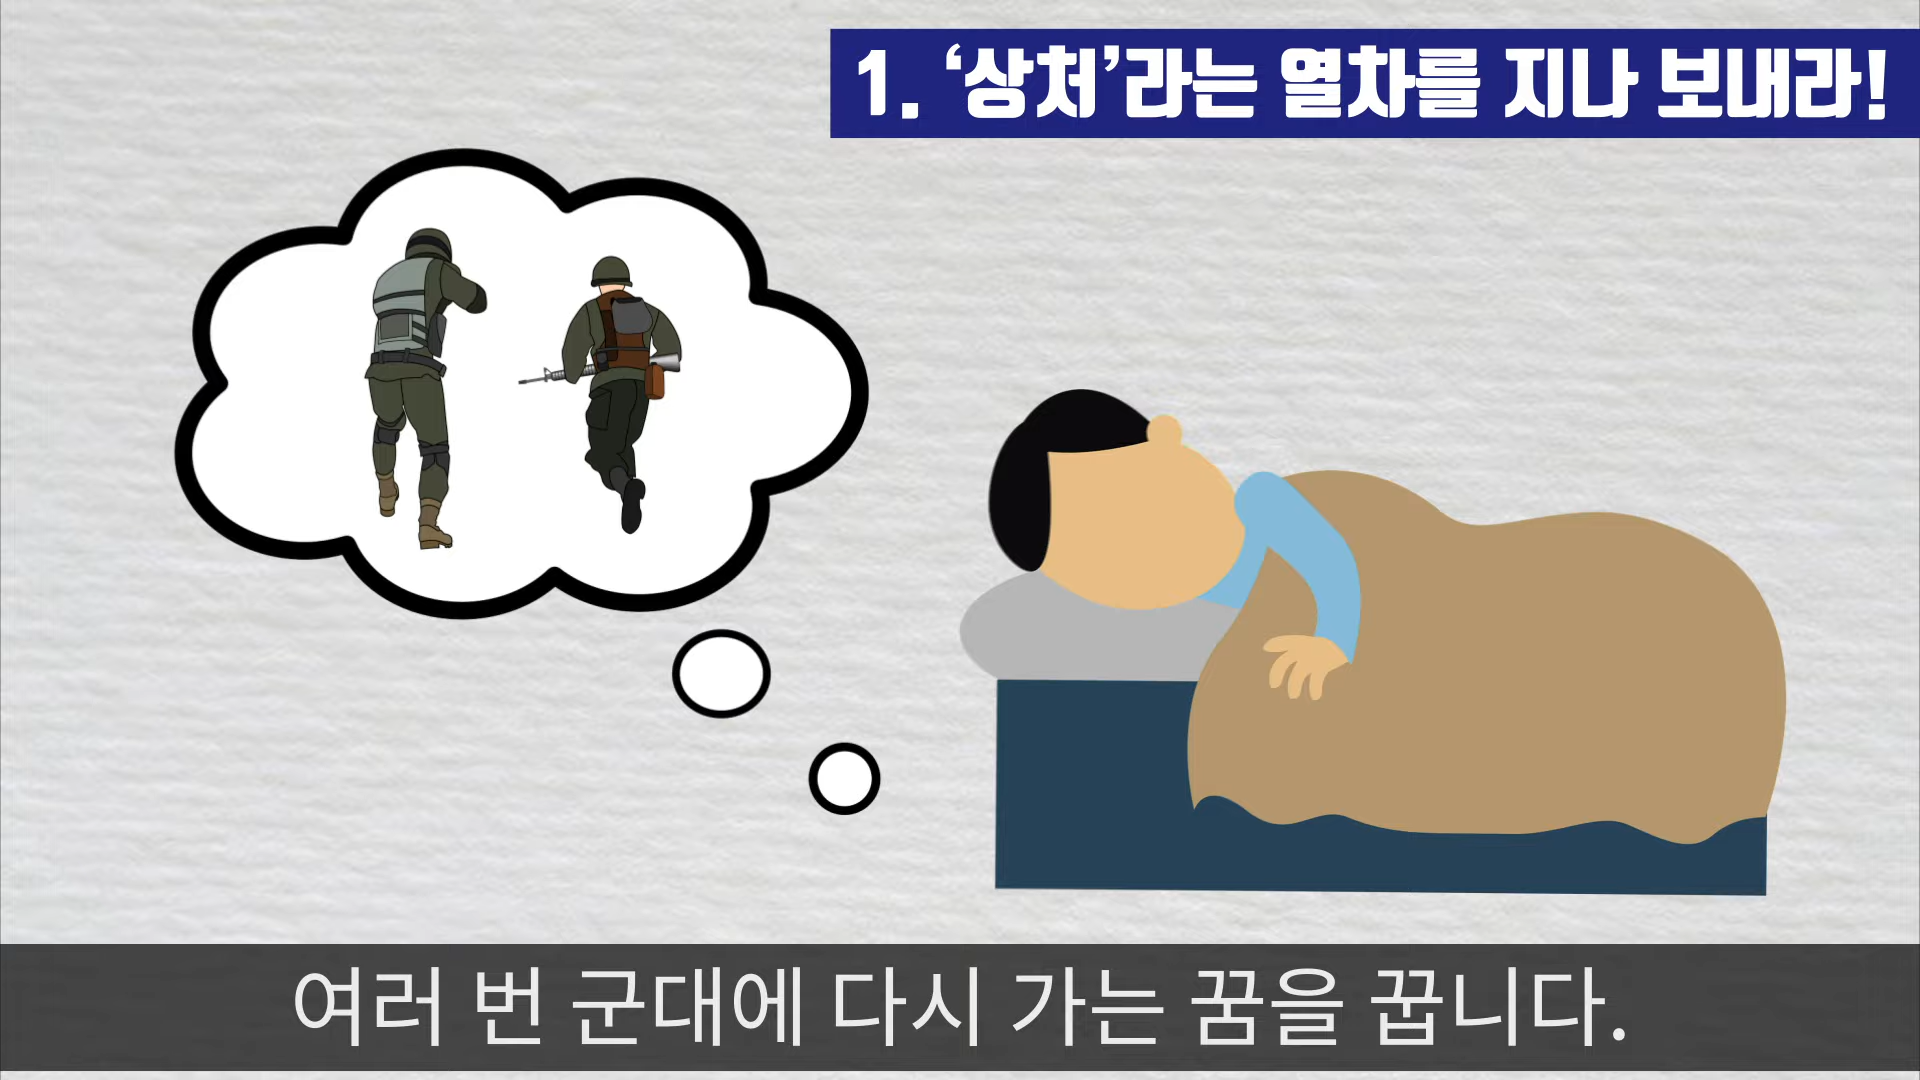 1. ‘상처’라는 열차를 지나 보내라!
여러 번 군대에 다시 가는 꿈을 꿉니다.